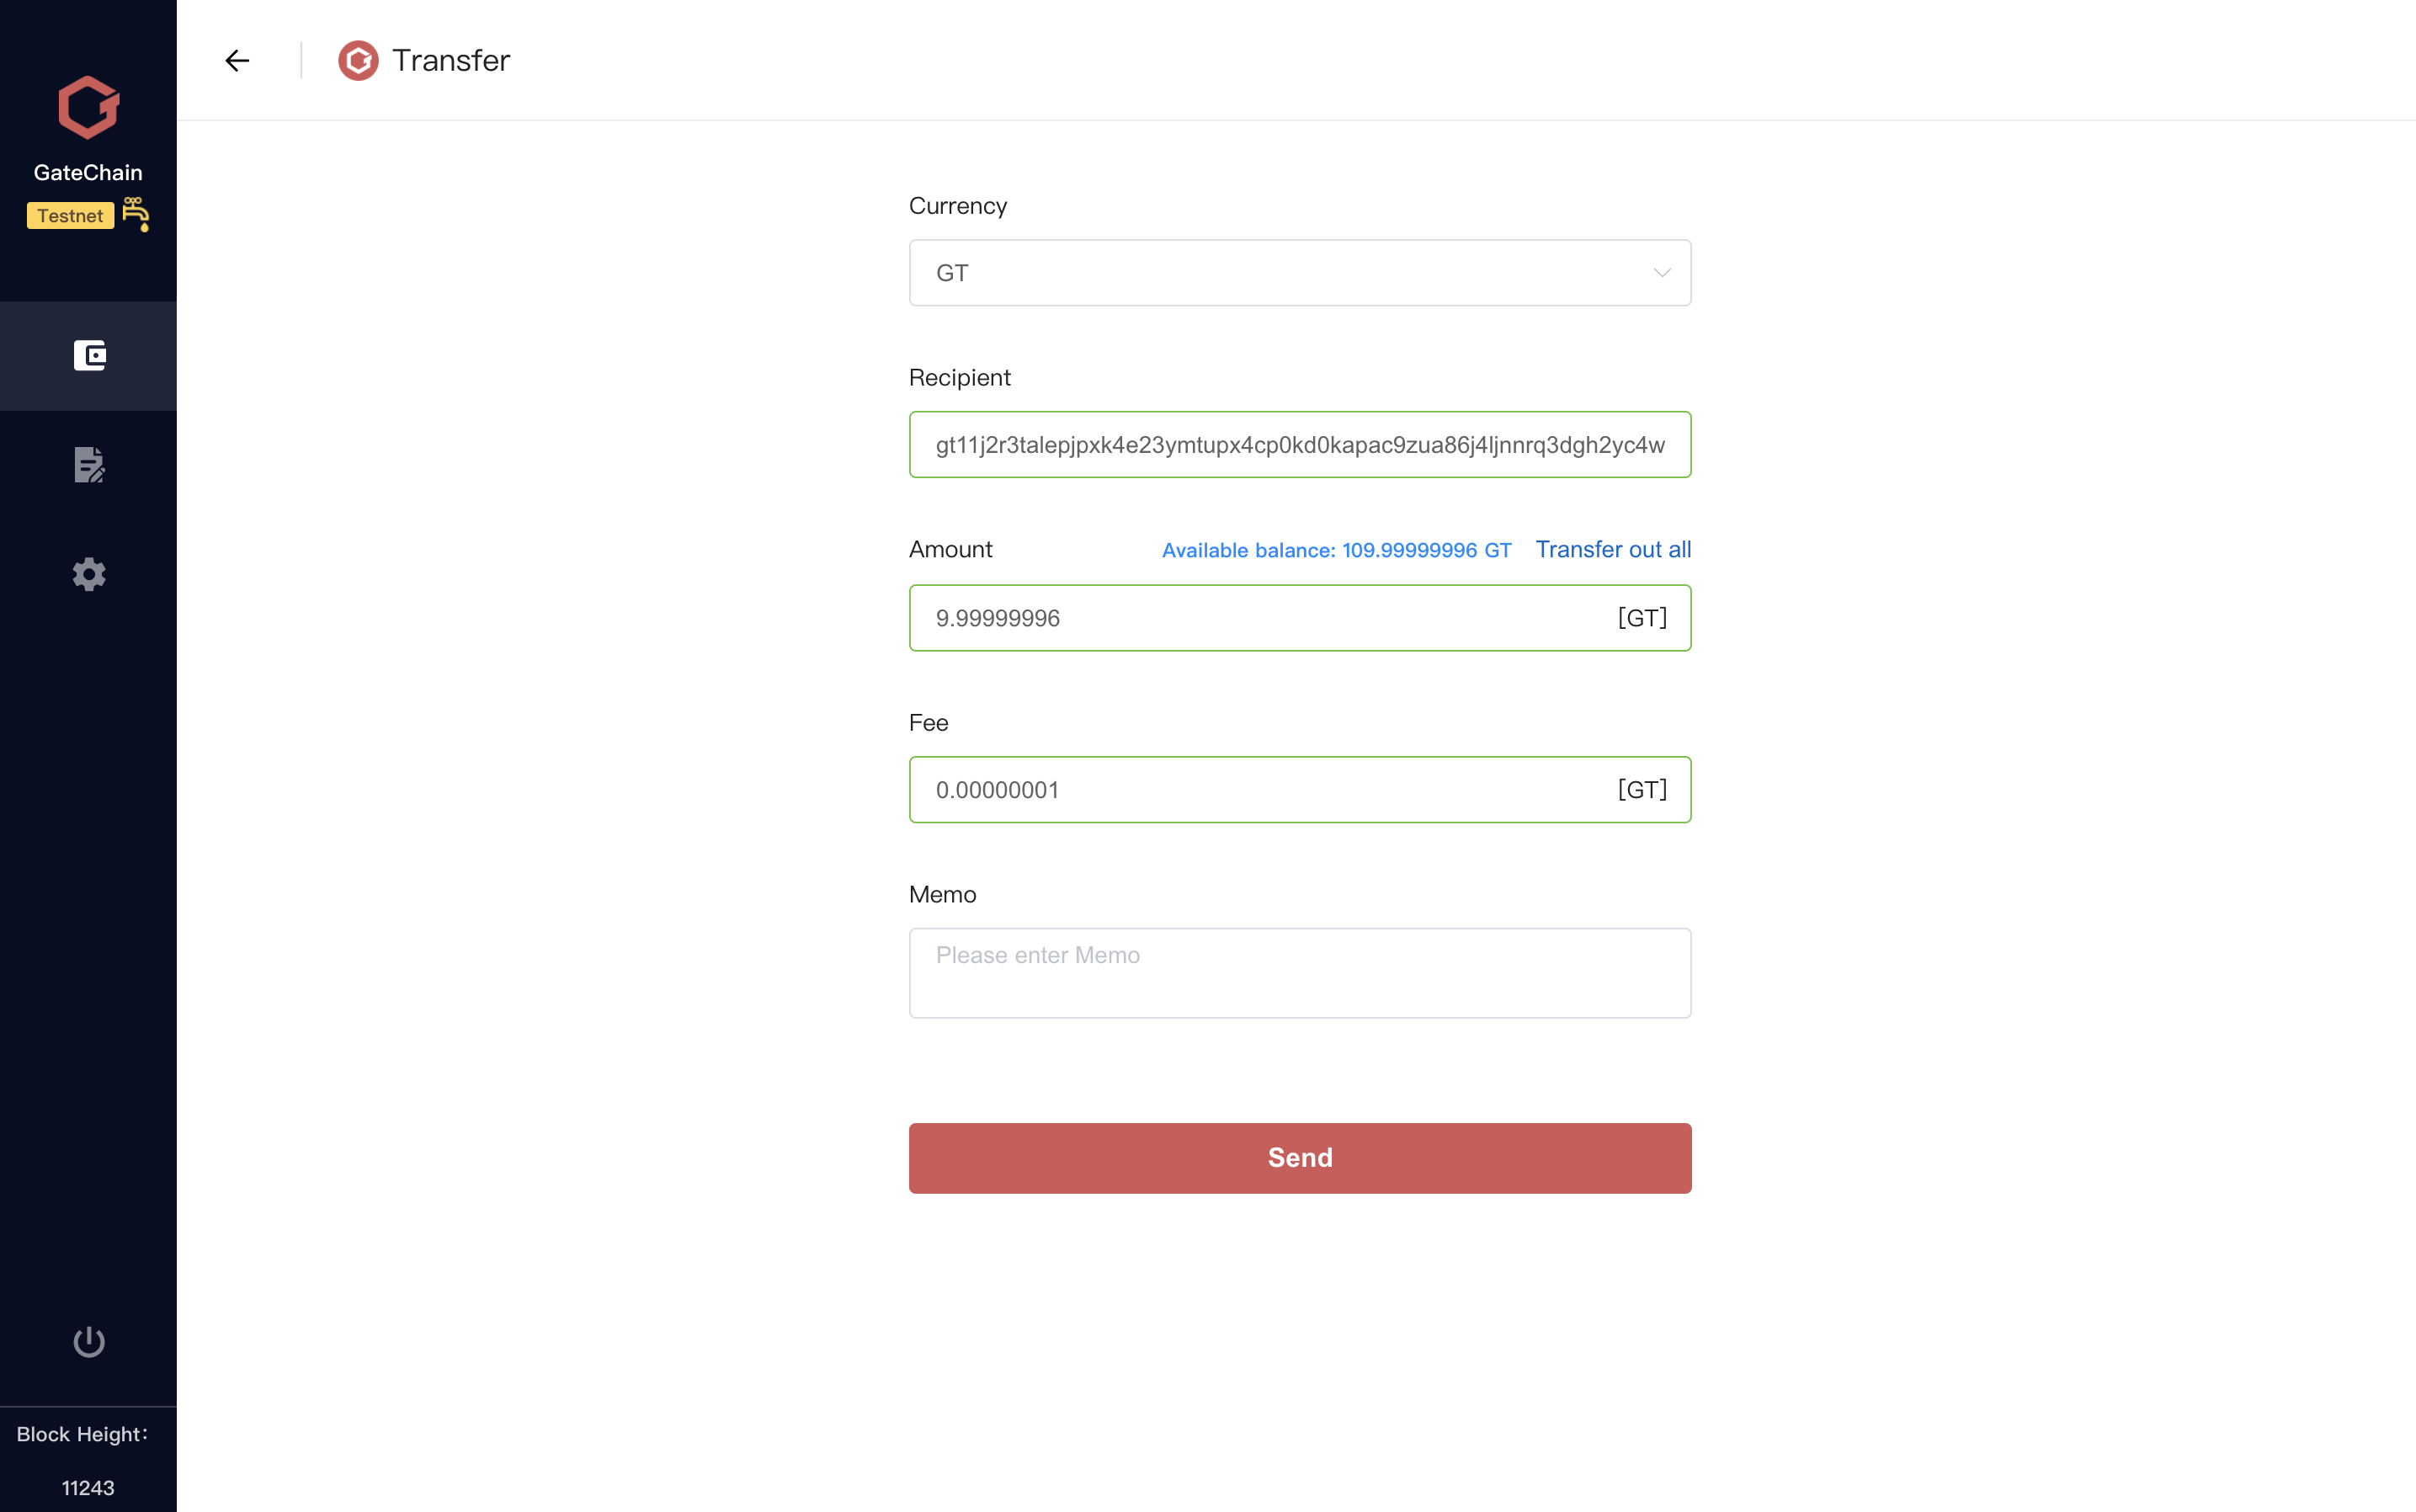 GateChain
Testnet
Transfer
Currency
GT
Recipient
gt11j2r3talepjpxk4e23ymtupx4cp0kd0kapac9zua86j4ljnnrq3dgh2yc4w
Amount Available balance: 109.99999996 GT Transfer out all
9.99999996 [GT]
Fee
0.00000001 [GT]
Memo
Please enter Memo
Send
Block Height:
11243